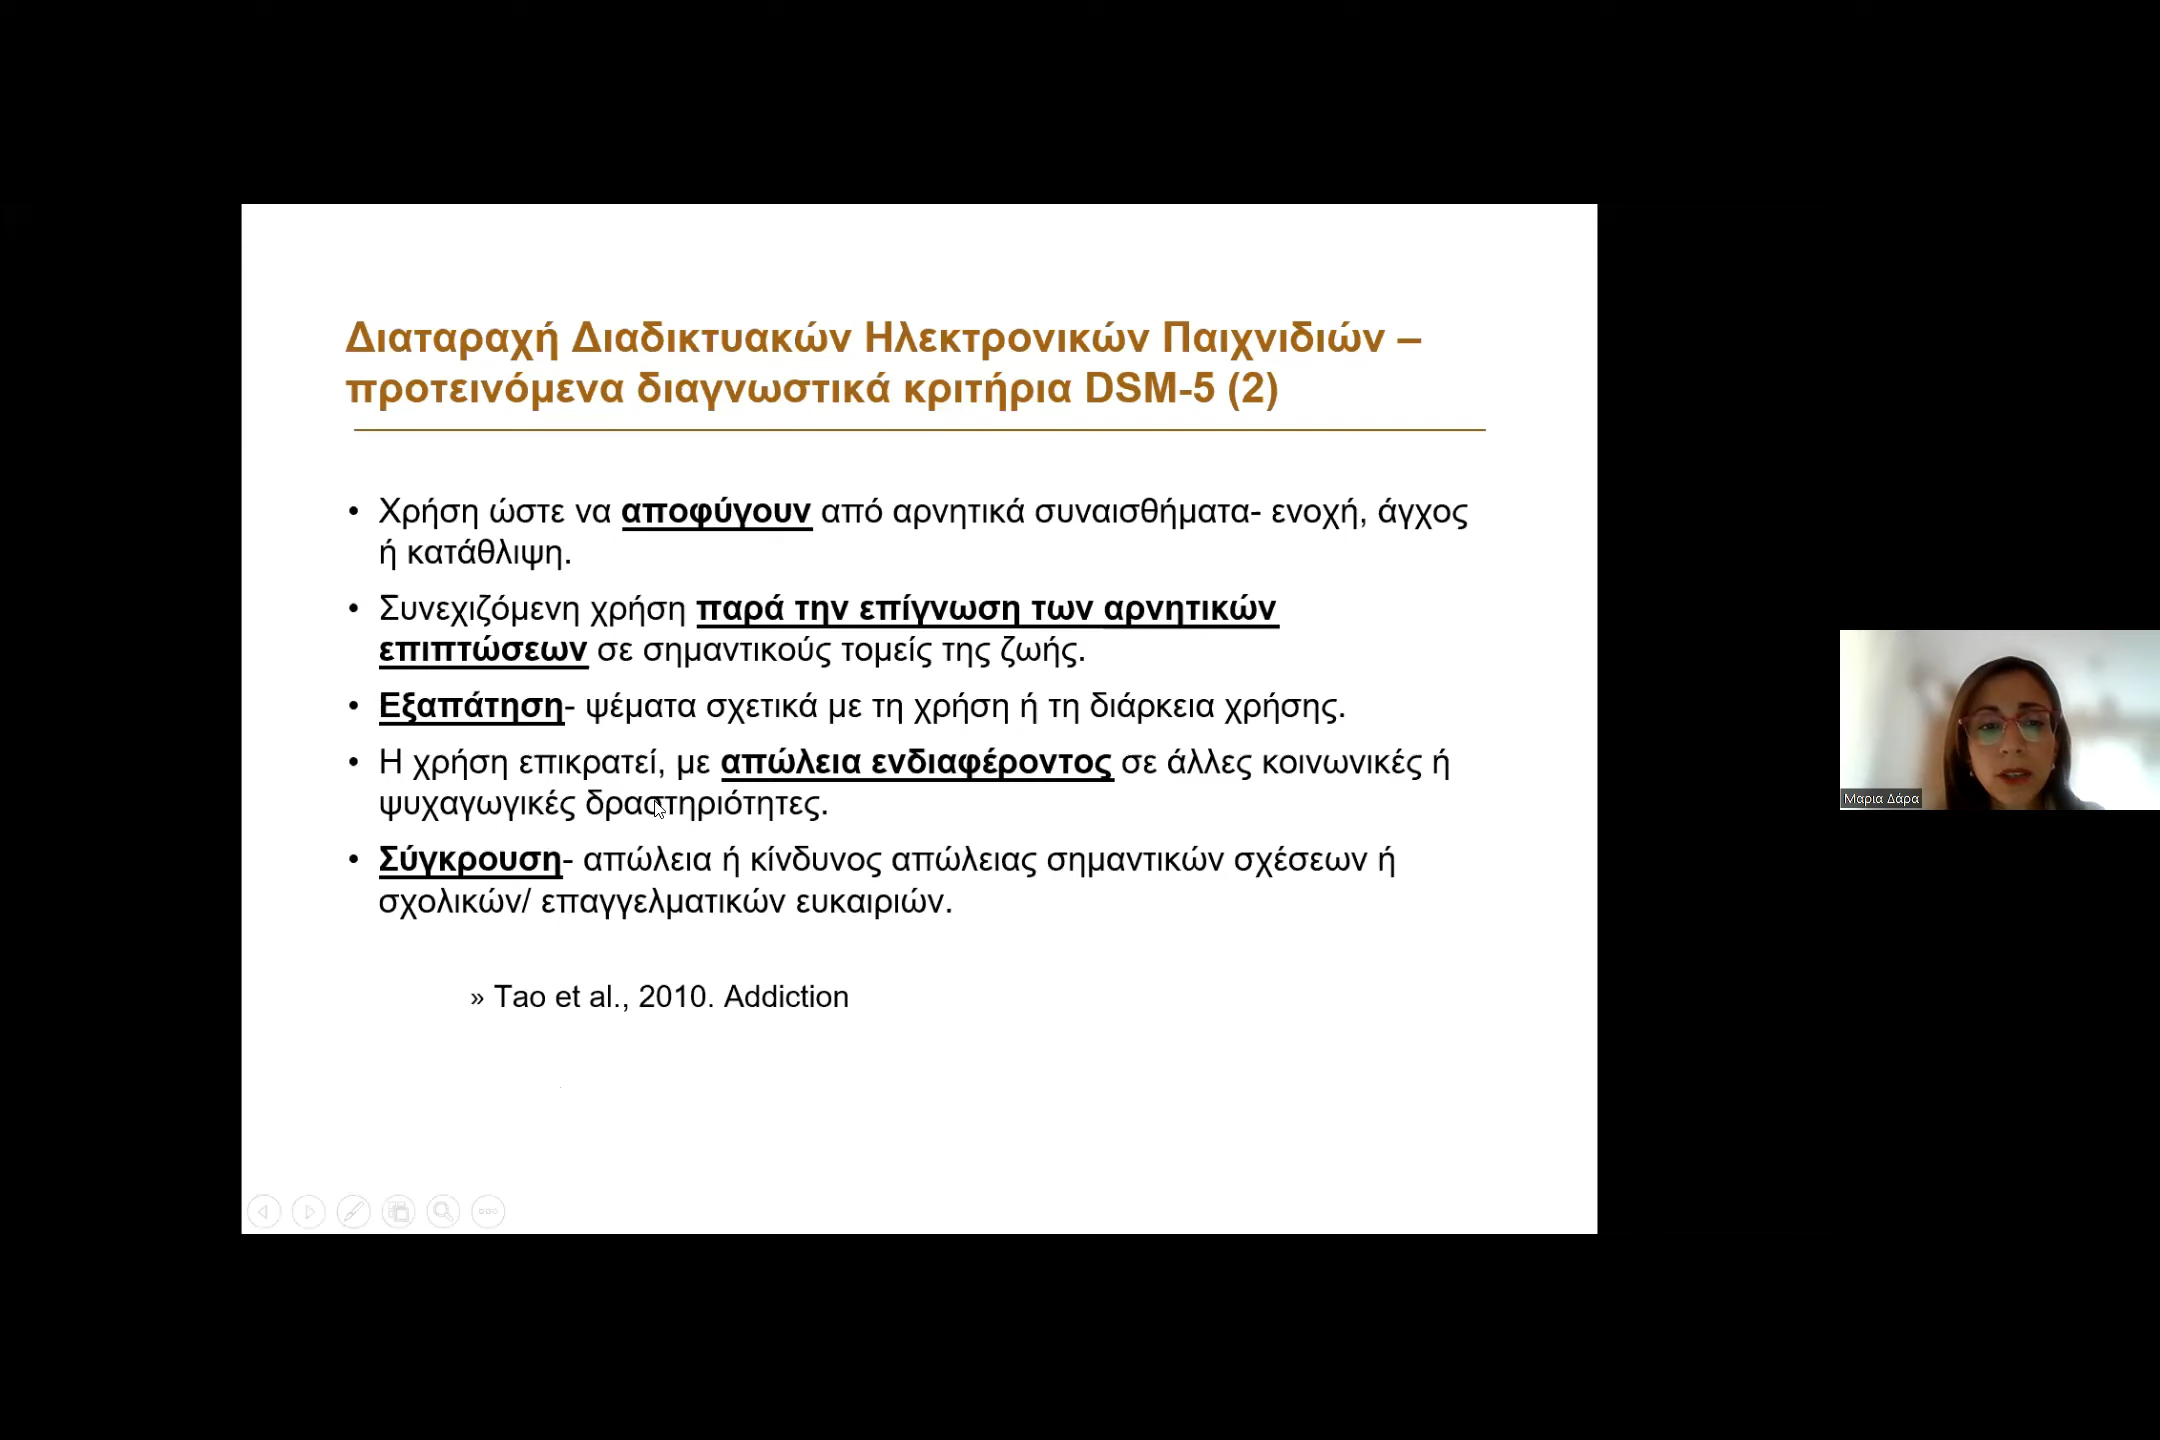 Διαταραχή Διαδικτυακών Ηλεκτρονικών Παιχνιδιών –
προτεινόμενα διαγνωστικά κριτήρια DSM-5 (2)
• Χρήση ώστε να αποφύγουν από αρνητικά συναισθήματα- ενοχή, άγχος
ή κατάθλιψη.
• Συνεχιζόμενη χρήση παρά την επίγνωση των αρνητικών
επιπτώσεων σε σημαντικούς τομείς της ζωής.
• Εξαπάτηση- ψέματα σχετικά με τη χρήση ή τη διάρκεια χρήσης.
• Η χρήση επικρατεί, με απώλεια ενδιαφέροντος σε άλλες κοινωνικές ή
ψυχαγωγικές δραστηριότητες.
• Σύγκρουση- απώλεια ή κίνδυνος απώλειας σημαντικών σχέσεων ή
σχολικών/ επαγγελματικών ευκαιριών.
» Tao et al., 2010. Addiction
Μαρια Δάρα